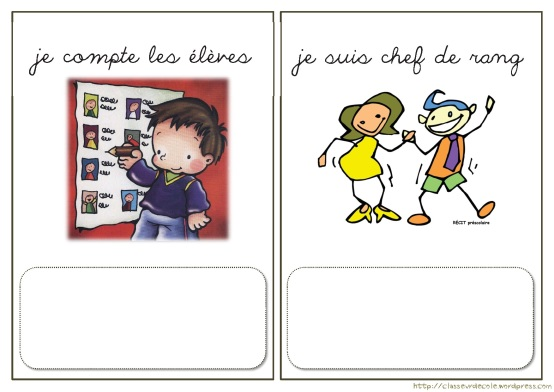 je compte les élèves
je suis chef de rang
RÉCIT préscolaire
http://classeurdecole.wordpress.com